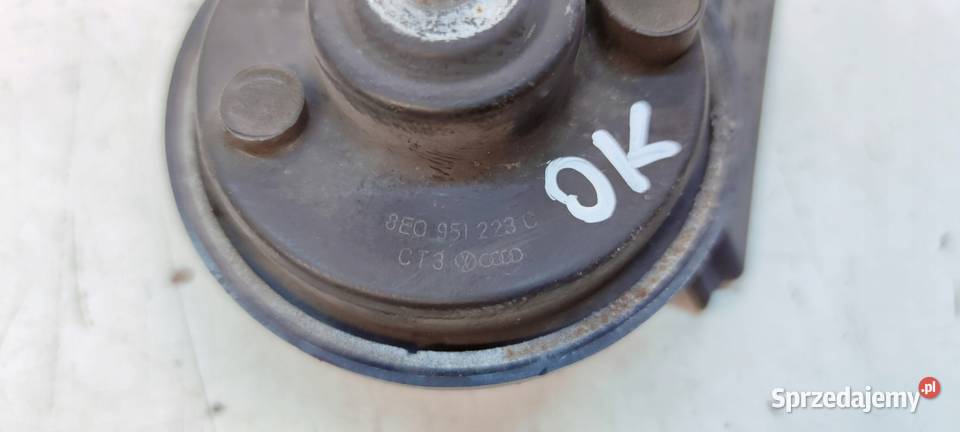 OK
8E0 951 223 C
CT3
Sprzedajemy.pl